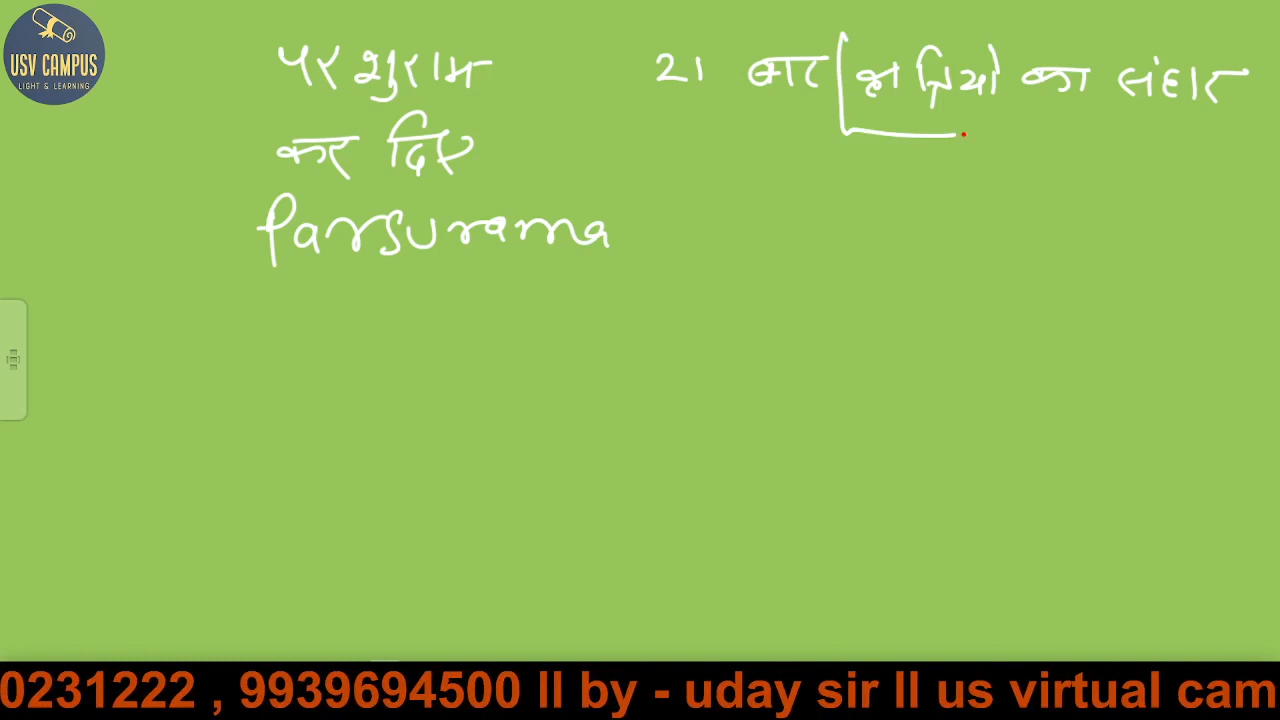 USV CAMPUS
LIGHT & LEARNING
परशुराम 21 बार क्षत्रियो का संहार
कर दिए
Parsurama
0231222 , 9939694500 ll by - uday sir ll us virtual cam